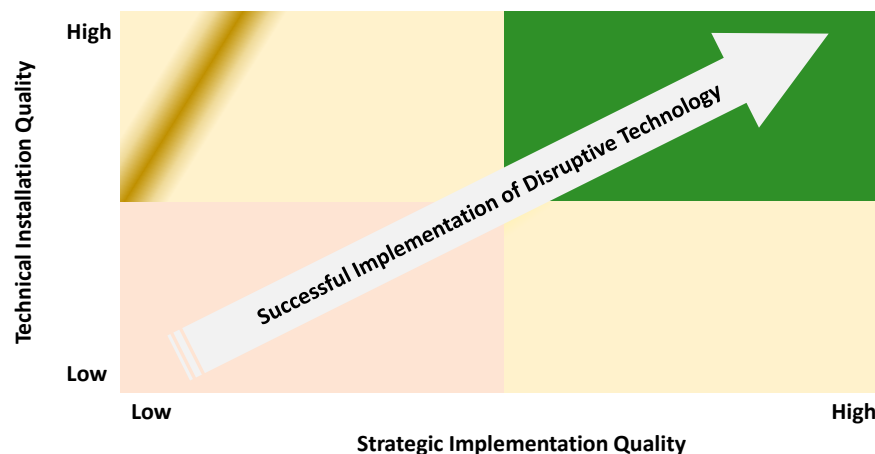 High
Technical Installation Quality
Successful Implementation of Disruptive Technology
Low
Low
High
Strategic Implementation Quality